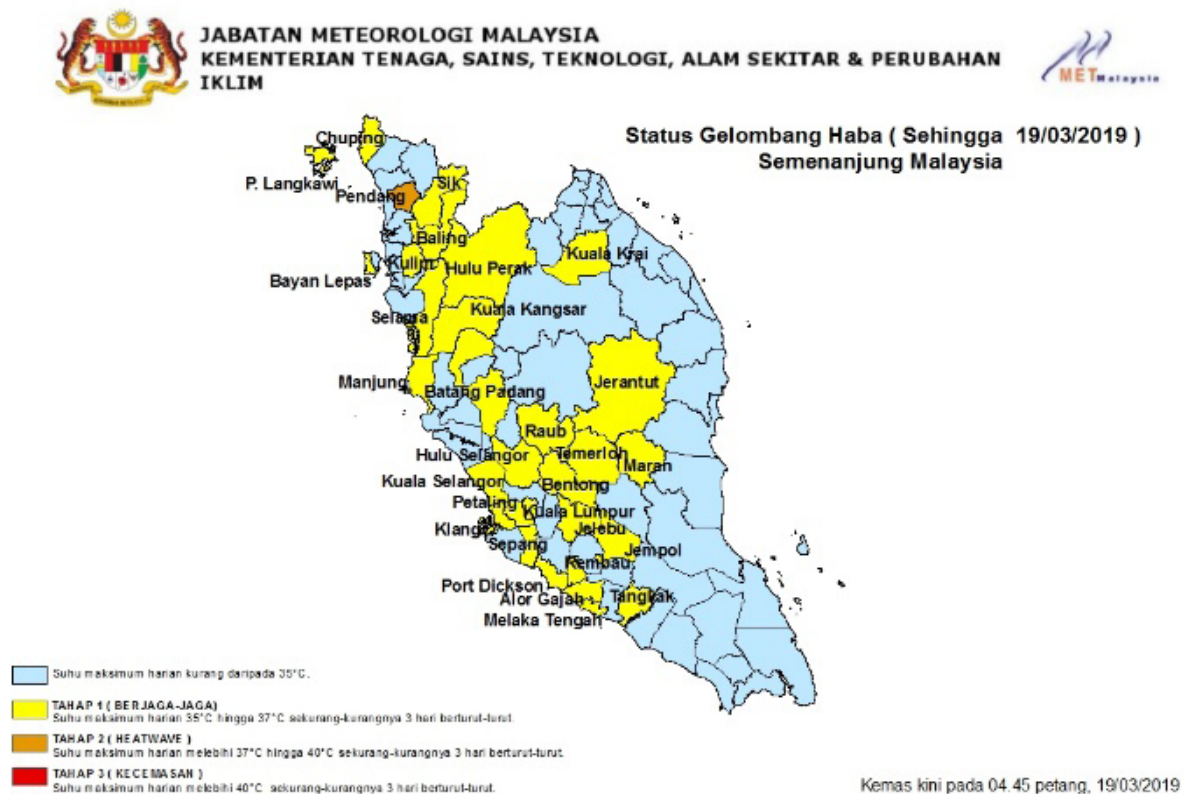 JABATAN METEOROLOGI MALAYSIA
KEMENTERIAN TENAGA, SAINS, TEKNOLOGI, ALAM SEKITAR & PERUBAHAN
IKLIM
METMalaysia
Status Gelombang Haba ( Sehingga 19/03/2019 )
Semenanjung Malaysia
Chuping
P. Langkawi
Sik
Pendang
Baling
Kulim
Hulu Perak
Kuala Krai
Bayan Lepas
Kuala Kangsar
Selama
Manjung
Batang Padang
Jerantut
Raub
Hulu Selangor
Temerloh
Maran
Kuala Selangor
Bentong
Petaling
Kuala Lumpur
Klang
Jelebu
Sepang
Jempol
Rembau
Port Dickson
Alor Gajah
Tangkak
Melaka Tengah
Suhu maksimum harian kurang daripada 35°C.
TAHAP 1 ( BERJAGA-JAGA)
Suhu maksimum harian 35°C hingga 37°C sekurang-kurangnya 3 hari berturut-turut.
TAHAP 2 ( HEATWAVE )
Suhu maksimum harian melebihi 37°C hingga 40°C sekurang-kurangnya 3 hari berturut-turut.
TAHAP 3 ( KECEMASAN )
Suhu maksimum harian melebihi 40°C sekurang-kurangnya 3 hari berturut-turut.
Kemas kini pada 04.45 petang, 19/03/2019